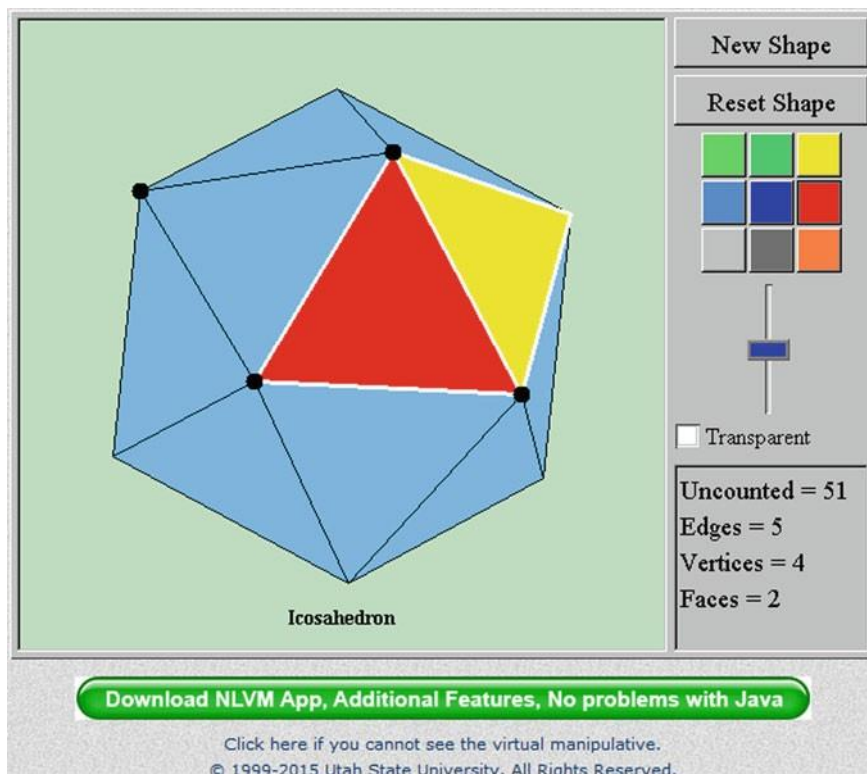 New Shape
Reset Shape
Transparent
Uncounted = 51
Edges = 5
Vertices = 4
Faces = 2
Icosahedron
Download NLVM App, Additional Features, No problems with Java
Click here if you cannot see the virtual manipulative.
© 1999-2015 Utah State University. All Rights Reserved.